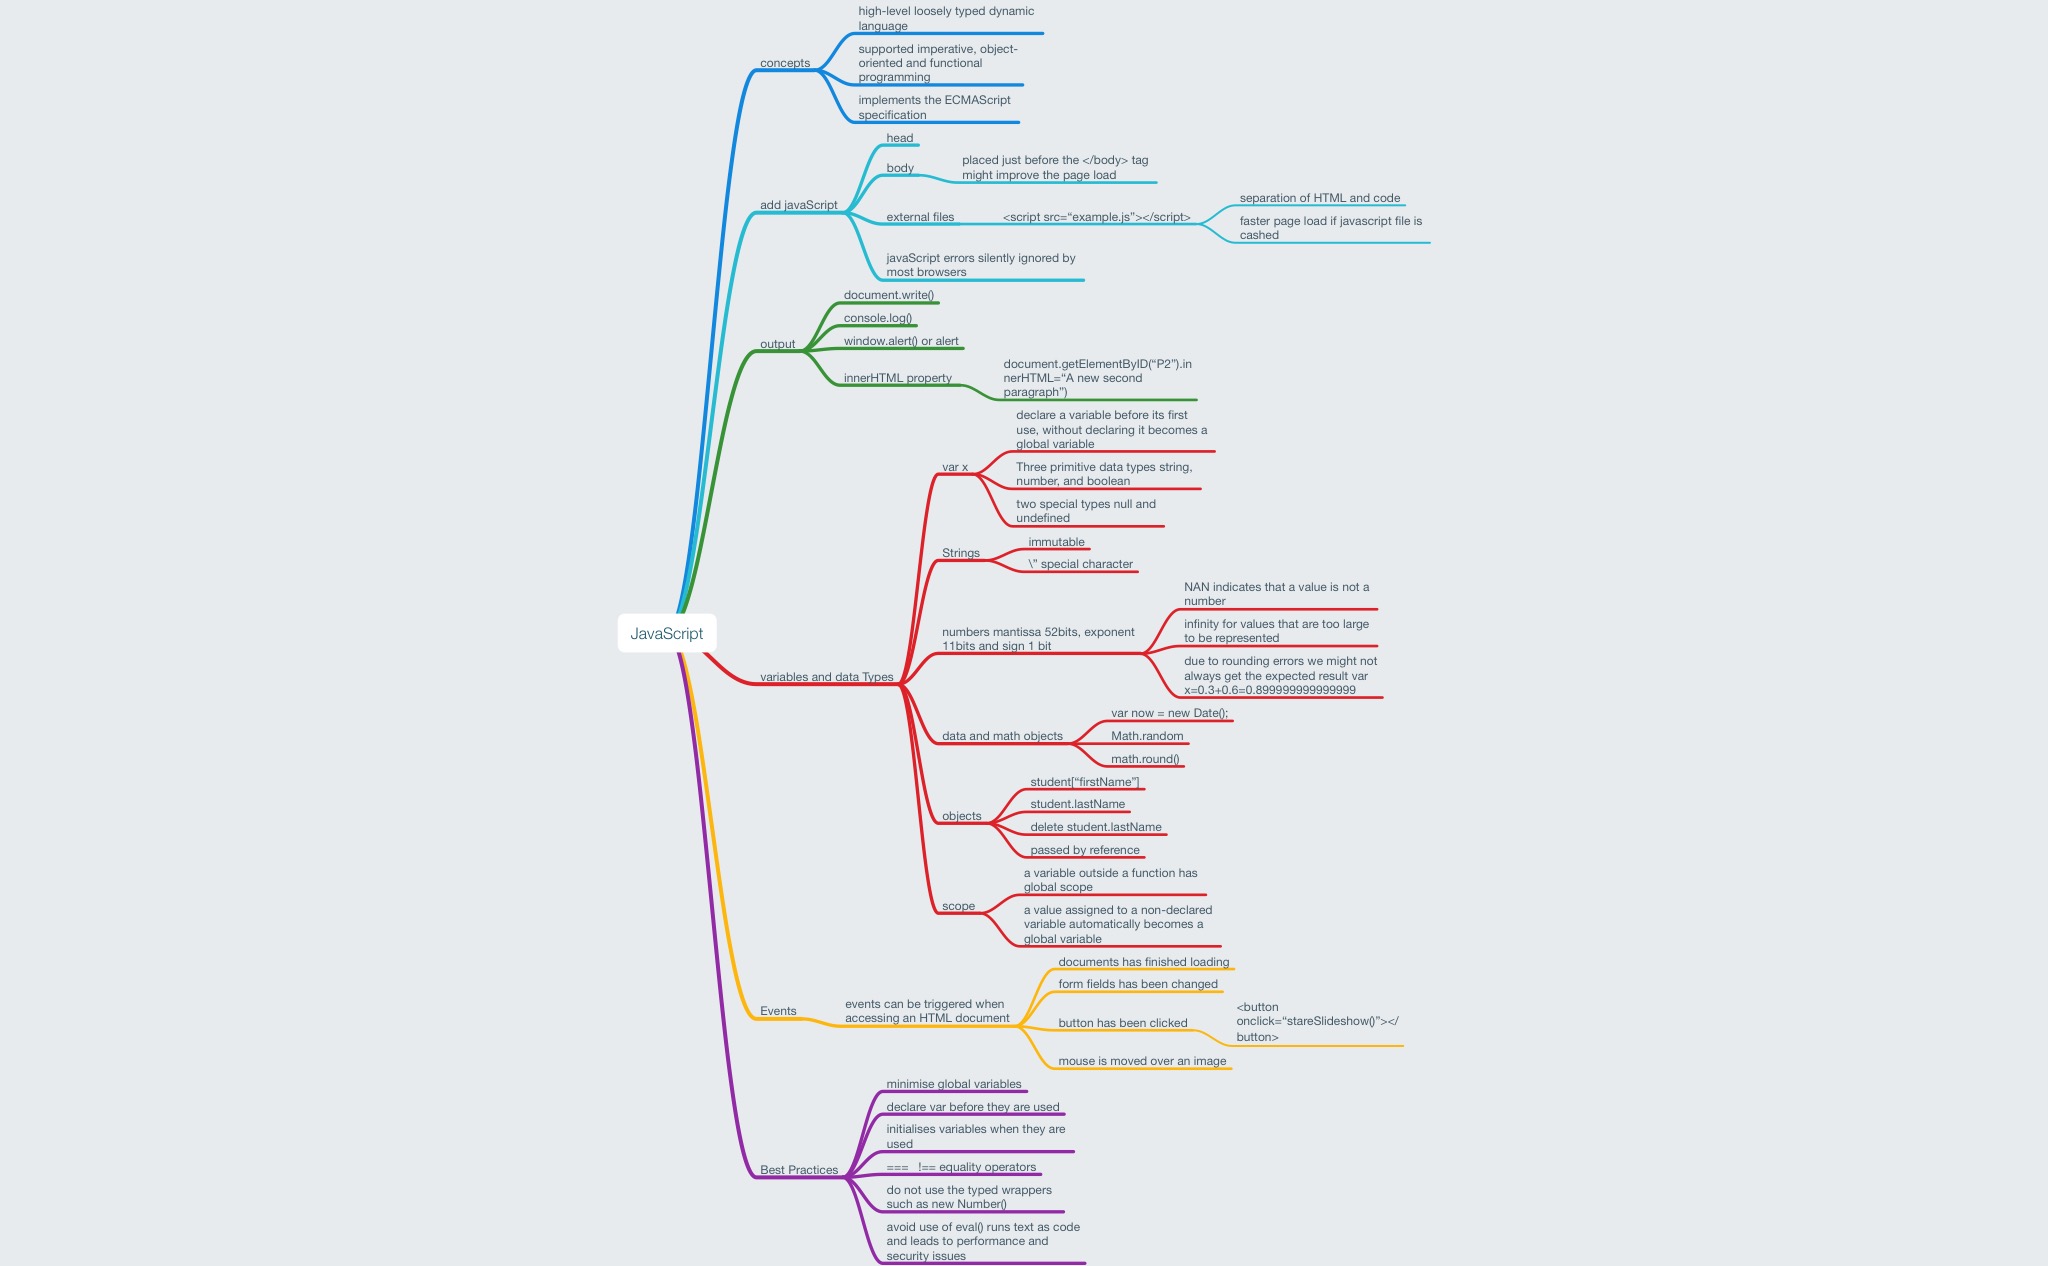 high-level loosely typed dynamic
language
concepts
supported imperative, object-
oriented and functional
programming
implements the ECMAScript
specification
add javaScript
head
body
placed just before the </body> tag
might improve the page load
external files
<script src=“example.js”></script>
separation of HTML and code
faster page load if javascript file is
cashed
javaScript errors silently ignored by
most browsers
output
document.write()
console.log()
window.alert() or alert
innerHTML property
document.getElementByID(“P2”).in
nerHTML=“A new second
paragraph”)
JavaScript
variables and data Types
var x
declare a variable before its first
use, without declaring it becomes a
global variable
Three primitive data types string,
number, and boolean
two special types null and
undefined
Strings
immutable
\” special character
numbers mantissa 52bits, exponent
11bits and sign 1 bit
NAN indicates that a value is not a
number
infinity for values that are too large
to be represented
due to rounding errors we might not
always get the expected result var
x=0.3+0.6=0.899999999999999
data and math objects
var now = new Date();
Math.random
math.round()
objects
student[“firstName”]
student.lastName
delete student.lastName
passed by reference
scope
a variable outside a function has
global scope
a value assigned to a non-declared
variable automatically becomes a
global variable
Events
events can be triggered when
accessing an HTML document
documents has finished loading
form fields has been changed
button has been clicked
<button
onclick=“stareSlideshow()”></
button>
mouse is moved over an image
Best Practices
minimise global variables
declare var before they are used
initialises variables when they are
used
===   !== equality operators
do not use the typed wrappers
such as new Number()
avoid use of eval() runs text as code
and leads to performance and
security issues